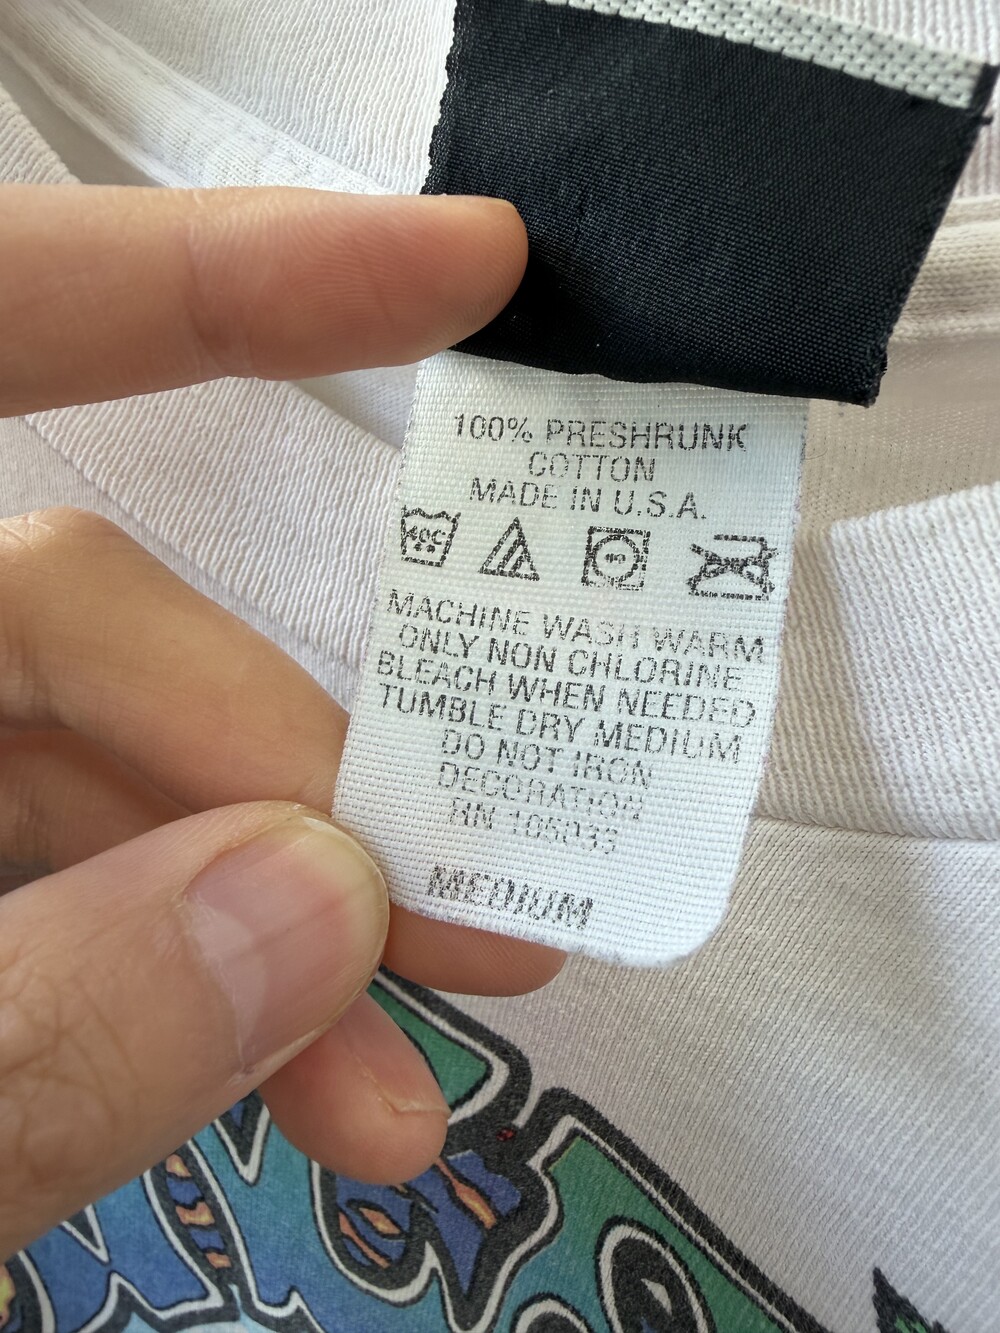 100% PRESHRUNK
COTTON
MADE IN U.S.A.
MACHINE WASH WARM
ONLY NON CHLORINE
BLEACH WHEN NEEDED
TUMBLE DRY MEDIUM
DO NOT IRON
DECORATION
RN
MEDIUM